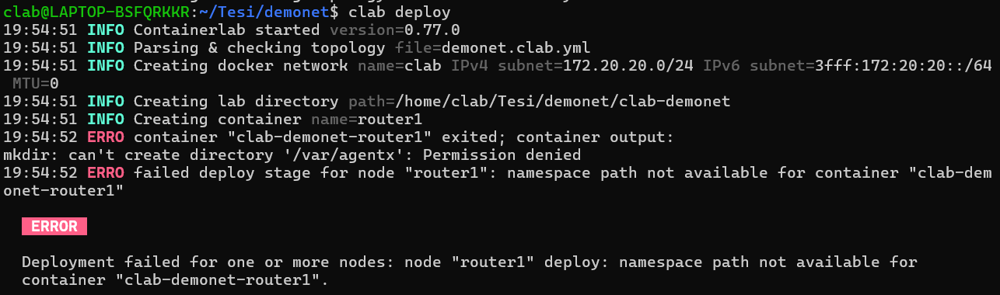 clab@LAPTOP-BSFQRKKR:~/Tesi/demonet$ clab deploy
19:54:51 INFO Containerlab started version=0.77.0
19:54:51 INFO Parsing & checking topology file=demonet.clab.yml
19:54:51 INFO Creating docker network name=clab IPv4 subnet=172.20.20.0/24 IPv6 subnet=3fff:172:20:20::/64
MTU=0
19:54:51 INFO Creating lab directory path=/home/clab/Tesi/demonet/clab-demonet
19:54:51 INFO Creating container name=router1
19:54:52 ERRO container "clab-demonet-router1" exited; container output:
mkdir: can't create directory '/var/agentx': Permission denied
19:54:52 ERRO failed deploy stage for node "router1": namespace path not available for container "clab-dem
onet-router1"
ERROR
Deployment failed for one or more nodes: node "router1" deploy: namespace path not available for
container "clab-demonet-router1".